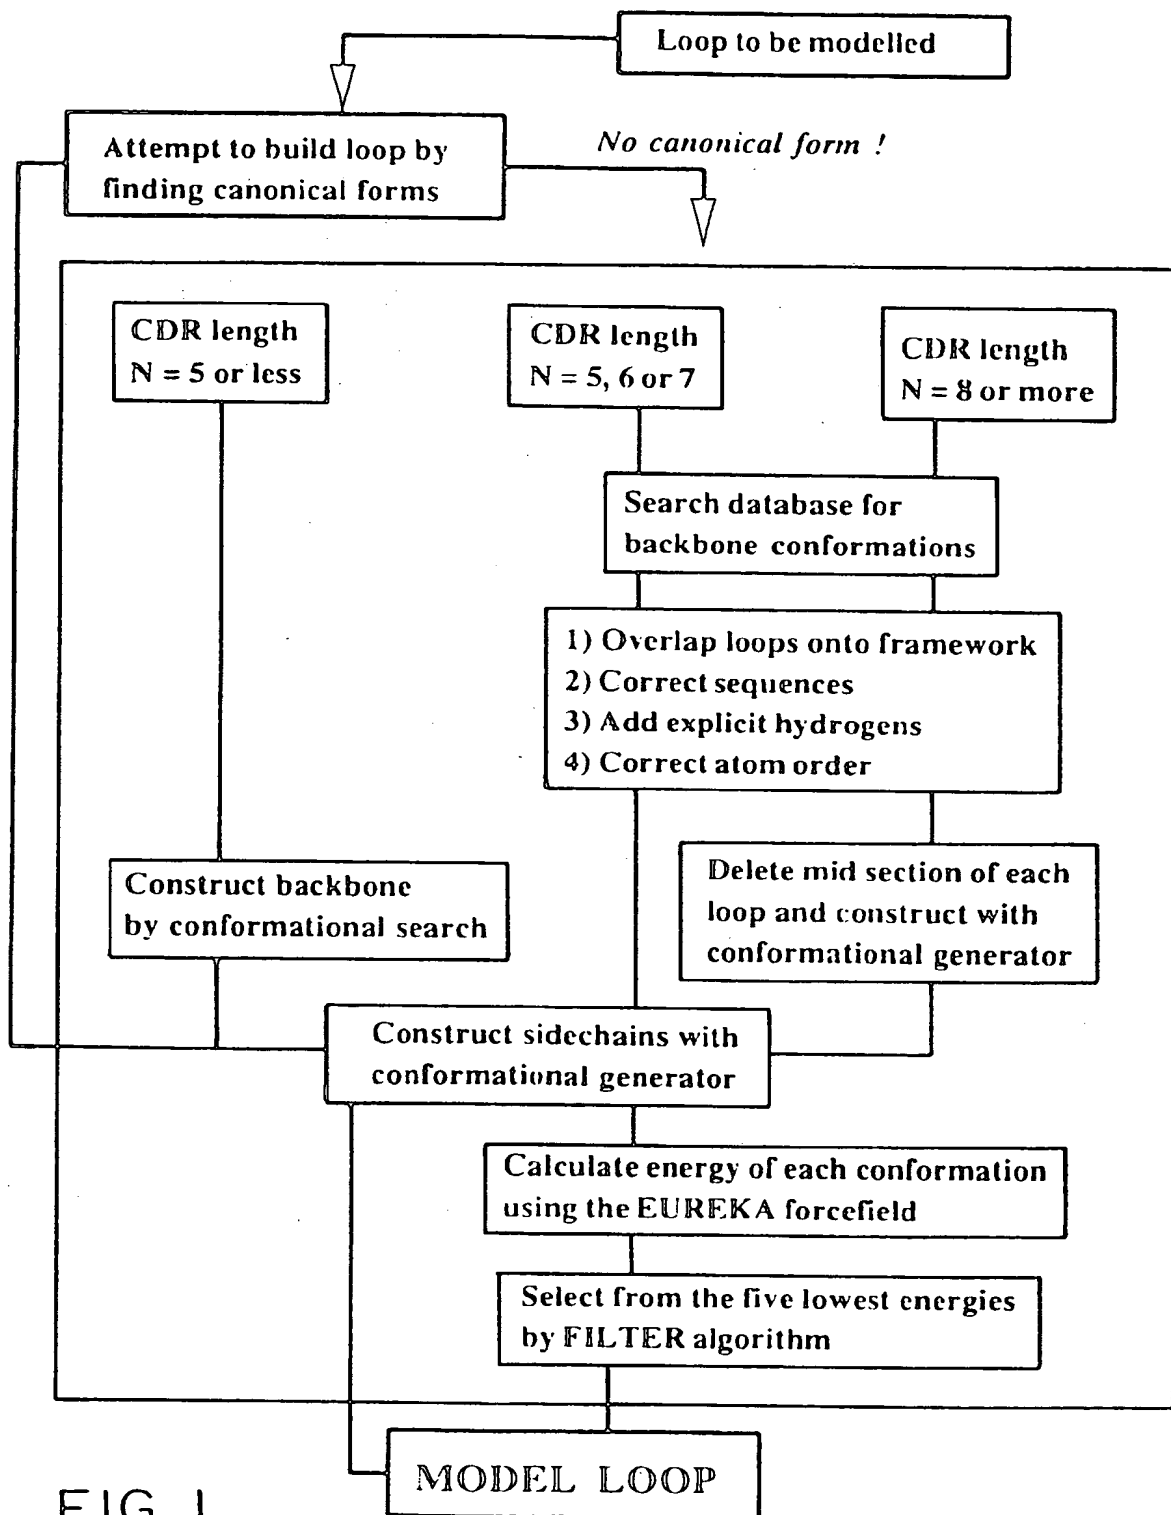 Loop to be modelled
Attempt to build loop by
finding canonical forms
No canonical form !
CDR length
N = 5 or less
CDR length
N = 5, 6 or 7
CDR length
N = 8 or more
Search database for
backbone conformations
1) Overlap loops onto framework
2) Correct sequences
3) Add explicit hydrogens
4) Correct atom order
Construct backbone
by conformational search
Delete mid section of each
loop and construct with
conformational generator
Construct sidechains with
conformational generator
Calculate energy of each conformation
using the EUREKA forcefield
Select from the five lowest energies
by FILTER algorithm
MODEL LOOP
FIG. 1